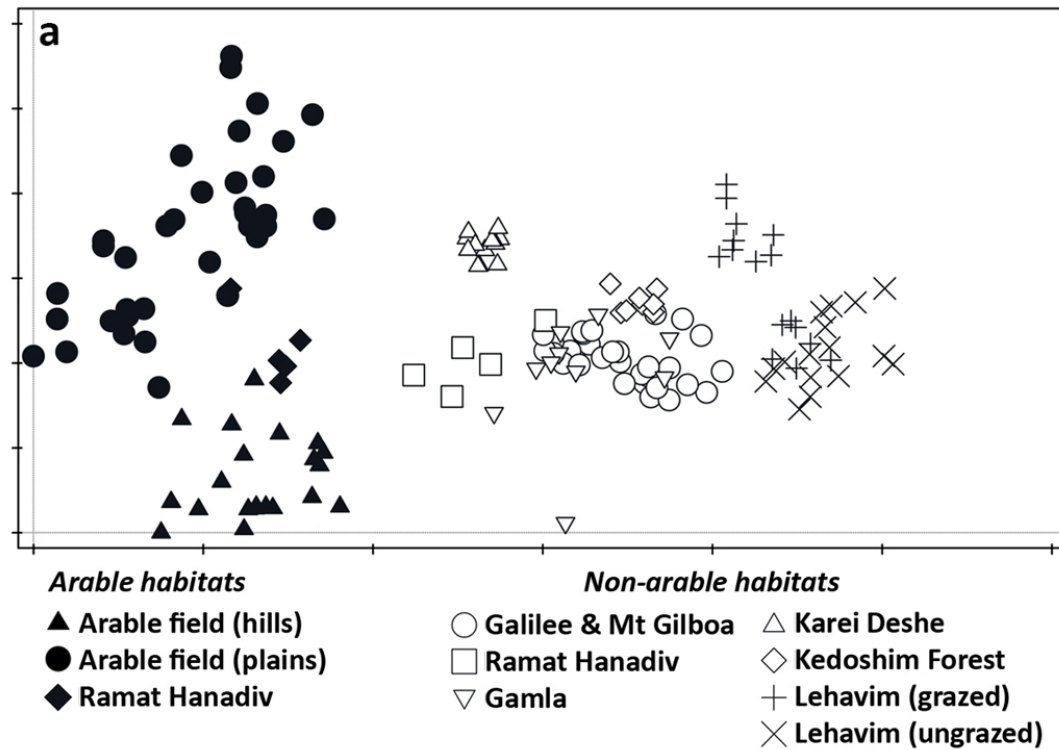 a
Arable habitats
Non-arable habitats
Arable field (hills)
Arable field (plains)
Ramat Hanadiv
Galilee & Mt Gilboa
Ramat Hanadiv
Gamla
Karei Deshe
Kedoshim Forest
Lehavim (grazed)
Lehavim (ungrazed)